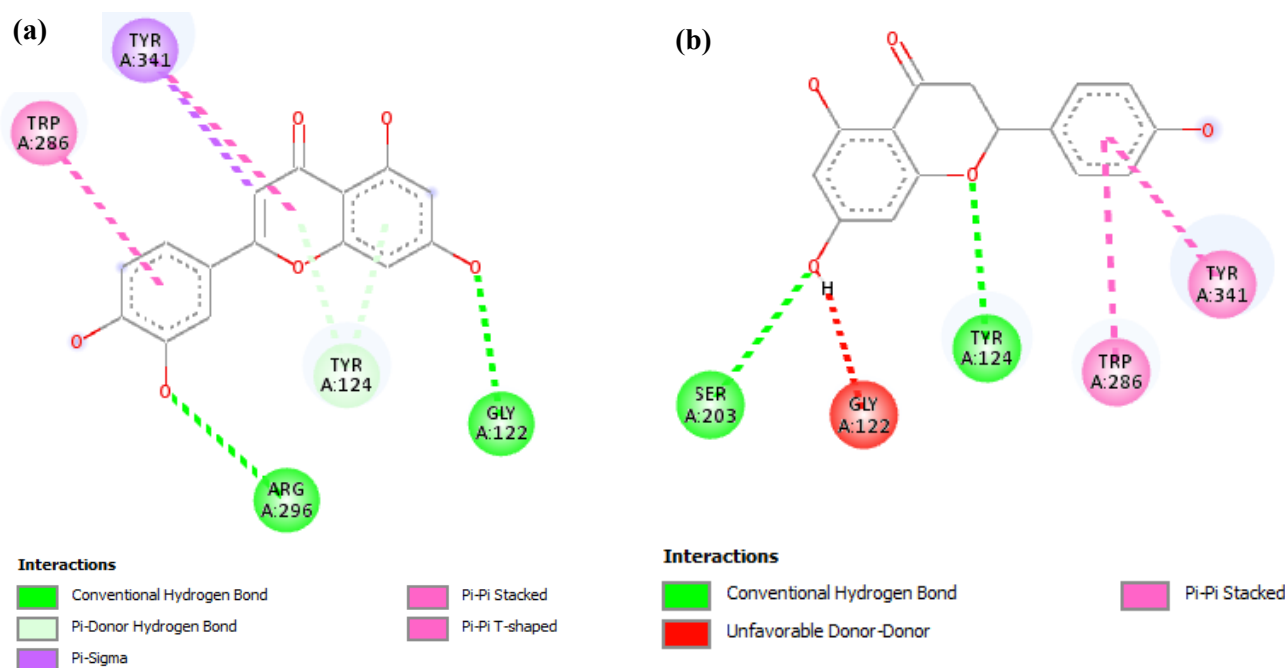 (a)
TYR
A:341
TRP
A:286
O
O
O
O
O
O
TYR
A:124
GLY
A:122
ARG
A:296
Interactions
Conventional Hydrogen Bond
Pi-Donor Hydrogen Bond
Pi-Sigma
Pi-Pi Stacked
Pi-Pi T-shaped
(b)
O
O
O
O
O
H
TYR
A:341
TYR
A:124
TRP
A:286
SER
A:203
GLY
A:122
Interactions
Conventional Hydrogen Bond
Unfavorable Donor-Donor
Pi-Pi Stacked